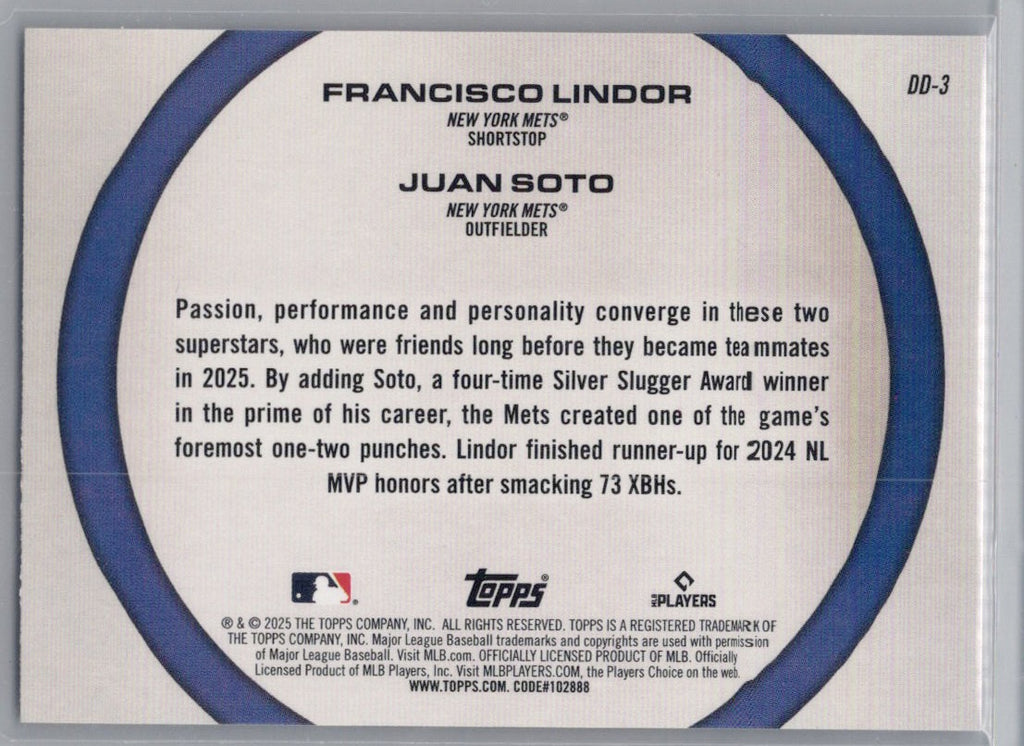 DD-3
FRANCISCO LINDOR
NEW YORK METS®
SHORTSTOP
JUAN SOTO
NEW YORK METS®
OUTFIELDER
Passion, performance and personality converge in these two
superstars, who were friends long before they became teammates
in 2025. By adding Soto, a four-time Silver Slugger Award winner
in the prime of his career, the Mets created one of the game's
foremost one-two punches. Lindor finished runner-up for 2024 NL
MVP honors after smacking 73 XBHs.
Topps®
MLB PLAYERS
® & © 2025 THE TOPPS COMPANY, INC. ALL RIGHTS RESERVED. TOPPS IS A REGISTERED TRADEMARK OF
THE TOPPS COMPANY, INC. Major League Baseball trademarks and copyrights are used with permission
of Major League Baseball. Visit MLB.com. OFFICIALLY LICENSED PRODUCT OF MLB. Officially
Licensed Product of MLB Players, Inc. Visit MLBPLAYERS.COM, the Players Choice on the web.
WWW.TOPPS.COM. CODE#102888